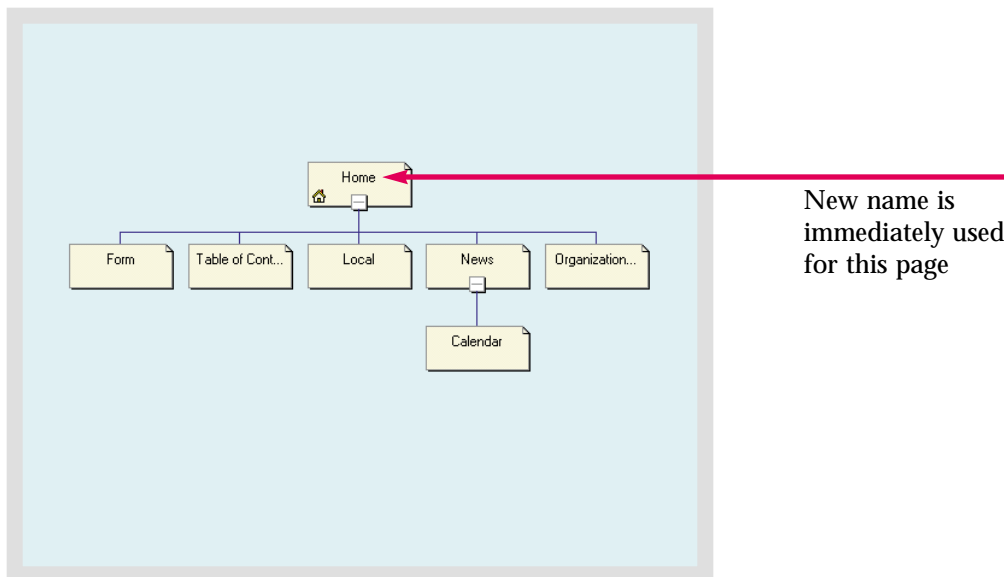 Home
New name is
immediately used
for this page
Form
Table of Cont...
Local
News
Organization...
Calendar